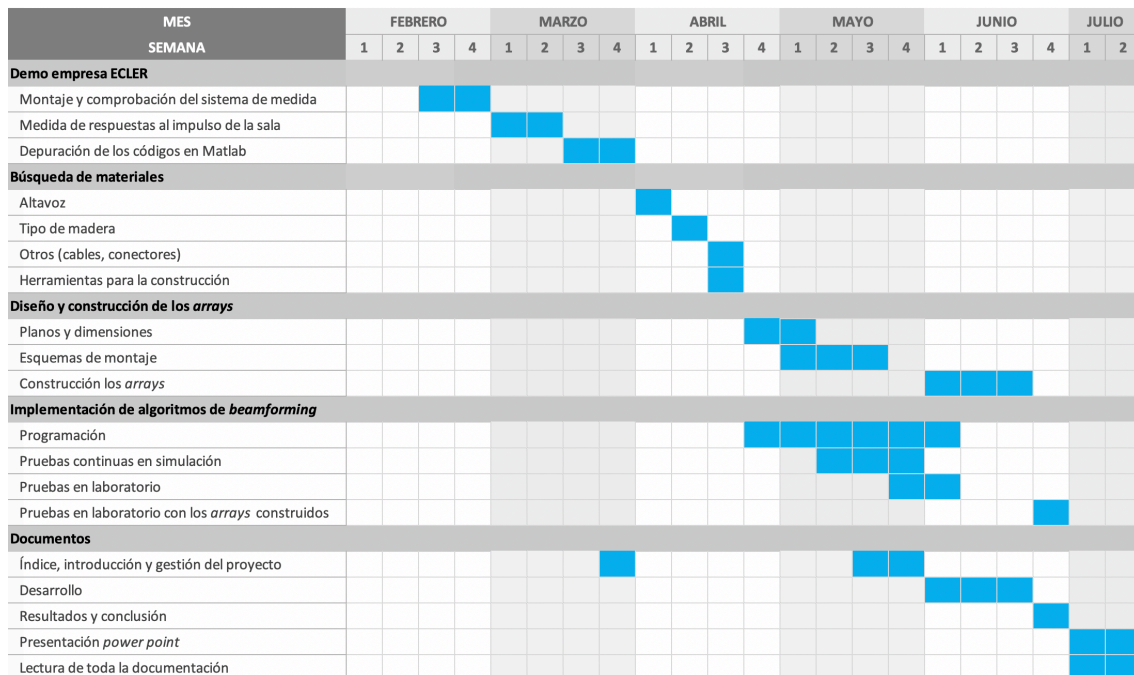 MES FEBRERO MARZO ABRIL MAYO JUNIO JULIO
SEMANA 1 2 3 4 1 2 3 4 1 2 3 4 1 2 3 4 1 2 3 4 1 2
Demo empresa ECLER
Montaje y comprobación del sistema de medida
Medida de respuestas al impulso de la sala
Depuración de los códigos en Matlab
Búsqueda de materiales
Altavoz
Tipo de madera
Otros (cables, conectores)
Herramientas para la construcción
Diseño y construcción de los arrays
Planos y dimensiones
Esquemas de montaje
Construcción los arrays
Implementación de algoritmos de beamforming
Programación
Pruebas continuas en simulación
Pruebas en laboratorio
Pruebas en laboratorio con los arrays construidos
Documentos
Índice, introducción y gestión del proyecto
Desarrollo
Resultados y conclusión
Presentación power point
Lectura de toda la documentación